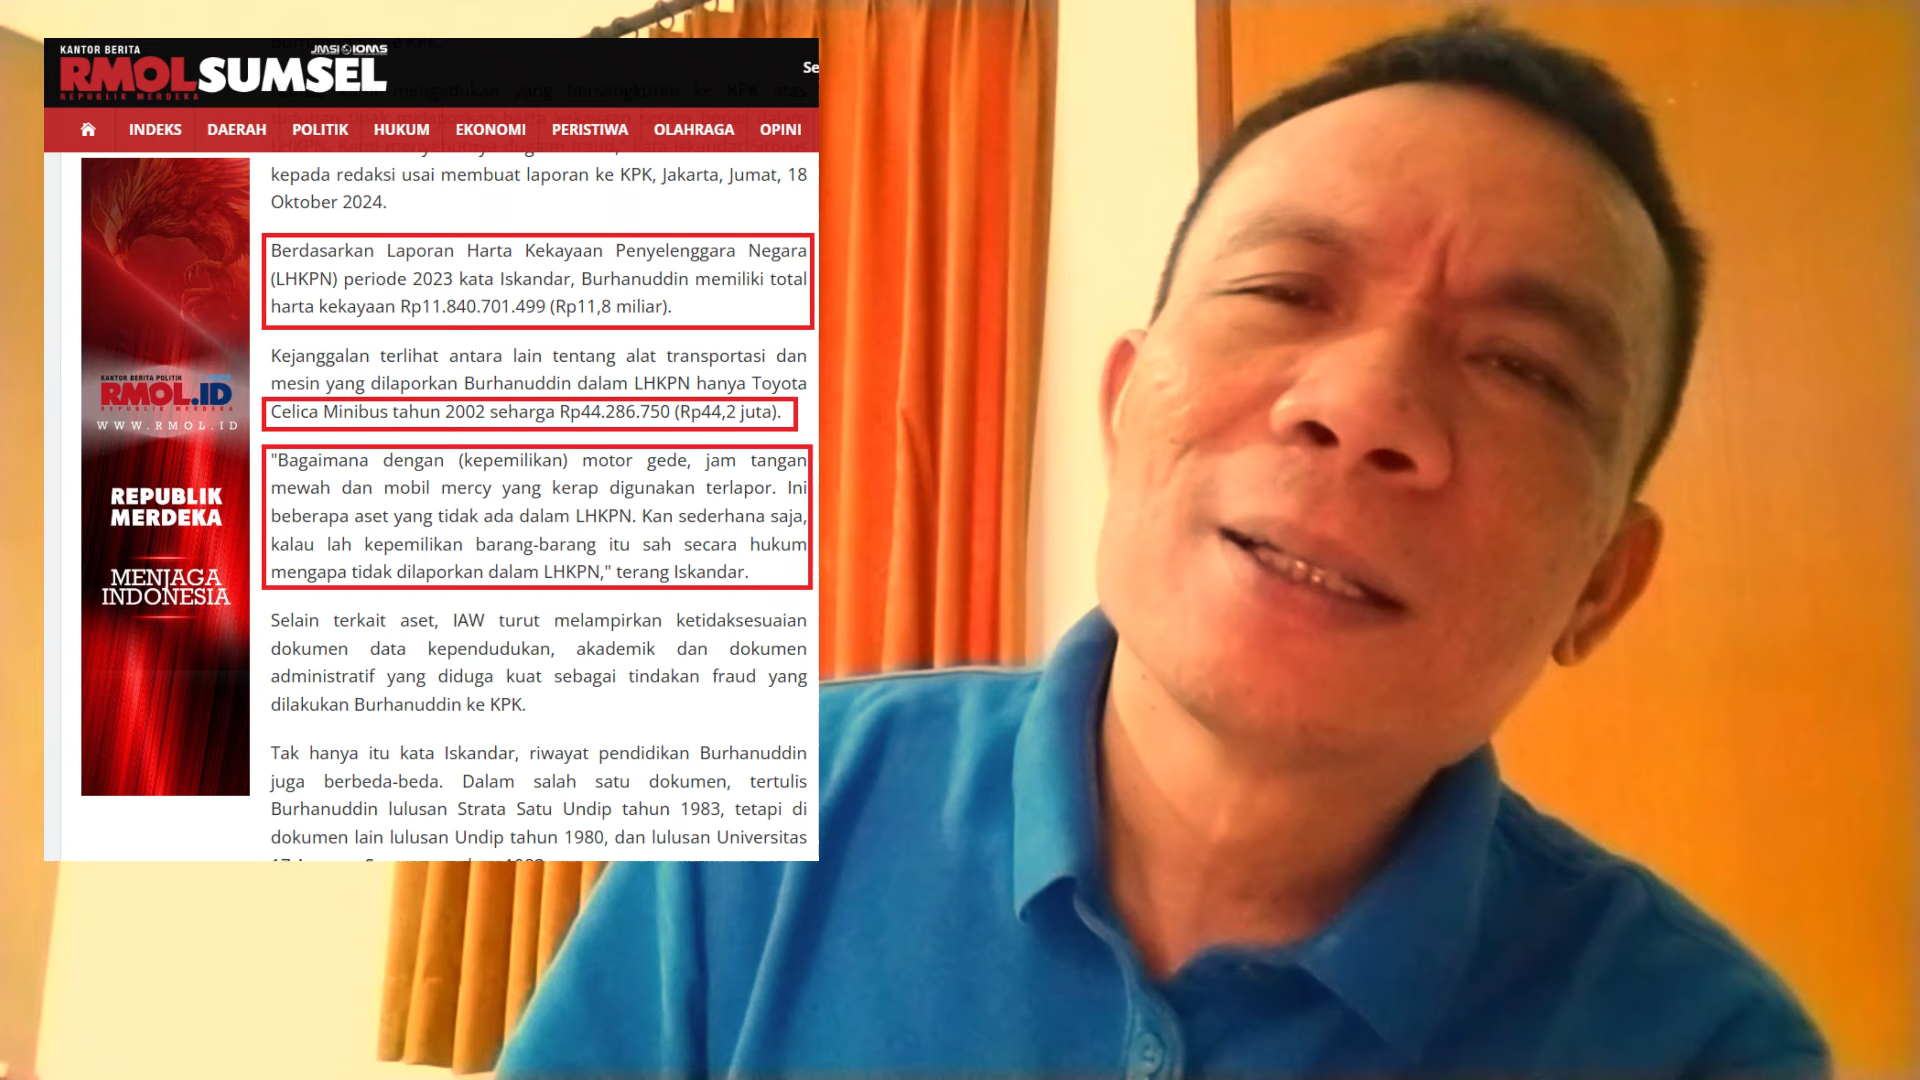 KANTOR BERITA
JMSI IDMS
RMOLSUMSEL
REPUBLIK MERDEKA
Se
mengadukan yang bersangkutan ke KPK atas
INDEKS DAERAH POLITIK HUKUM EKONOMI PERISTIWA OLAHRAGA OPINI
kepada redaksi usai membuat laporan ke KPK, Jakarta, Jumat, 18
Oktober 2024.
Berdasarkan Laporan Harta Kekayaan Penyelenggara Negara
(LHKPN) periode 2023 kata Iskandar, Burhanuddin memiliki total
harta kekayaan Rp11.840.701.499 (Rp11,8 miliar).
Kejanggalan terlihat antara lain tentang alat transportasi dan
mesin yang dilaporkan Burhanuddin dalam LHKPN hanya Toyota
Celica Minibus tahun 2002 seharga Rp44.286.750 (Rp44,2 juta).
"Bagaimana dengan (kepemilikan) motor gede, jam tangan
mewah dan mobil mercy yang kerap digunakan terlapor. Ini
beberapa aset yang tidak ada dalam LHKPN. Kan sederhana saja,
kalau lah kepemilikan barang-barang itu sah secara hukum
mengapa tidak dilaporkan dalam LHKPN," terang Iskandar.
Selain terkait aset, IAW turut melampirkan ketidaksesuaian
dokumen data kependudukan, akademik dan dokumen
administratif yang diduga kuat sebagai tindakan fraud yang
dilakukan Burhanuddin ke KPK.
Tak hanya itu kata Iskandar, riwayat pendidikan Burhanuddin
juga berbeda-beda. Dalam salah satu dokumen, tertulis
Burhanuddin lulusan Strata Satu Undip tahun 1983, tetapi di
dokumen lain lulusan Undip tahun 1980, dan lulusan Universitas
KANTOR BERITA POLITIK
RMOL.ID
REPUBLIK MERDEKA
WWW.RMOL.ID
REPUBLIK
MERDEKA
MENJAGA
INDONESIA